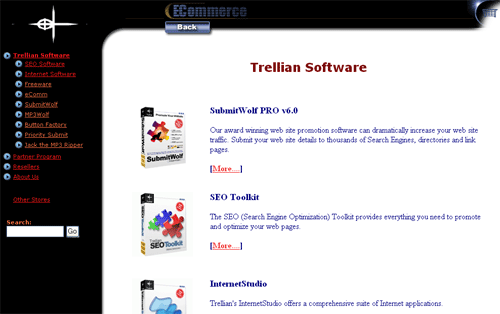 ECommerce
Back
Trellian Software
SEO Software
Internet Software
Freeware
eComm
SubmitWolf
MP3Wolf
Button Factory
Priority Submit
Jack the MP3 Ripper
Partner Program
Resellers
About Us
Other Stores
Search:
Go
Trellian Software
SubmitWolf PRO v6.0
Our award winning web site promotion software can dramatically increase your web site
traffic. Submit your web site details to thousands of Search Engines, directories and link
pages.
[More....]
SubmitWolf
SEO Toolkit
The SEO (Search Engine Optimization) Toolkit provides everything you need to promote
and optimize your web pages.
[More....]
Trellian
SEOToolkit
InternetStudio
Trellian's InternetStudio offers a comprehensive suite of Internet applications.